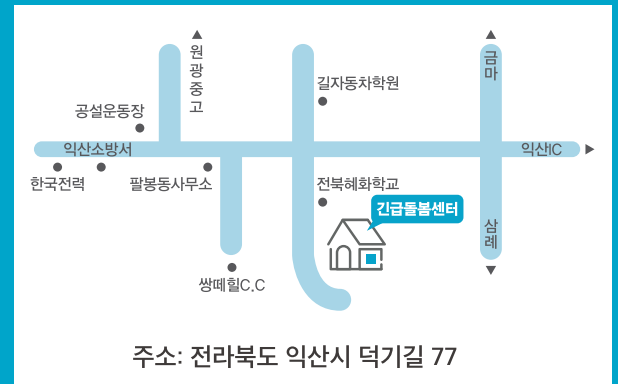 원광중고
금마
길자동차학원
공설운동장
익산소방서
익산IC
한국전력
팔봉동사무소
전북혜화학교
긴급돌봄센터
삼례
쌍떼힐C.C
주소: 전라북도 익산시 덕기길 77